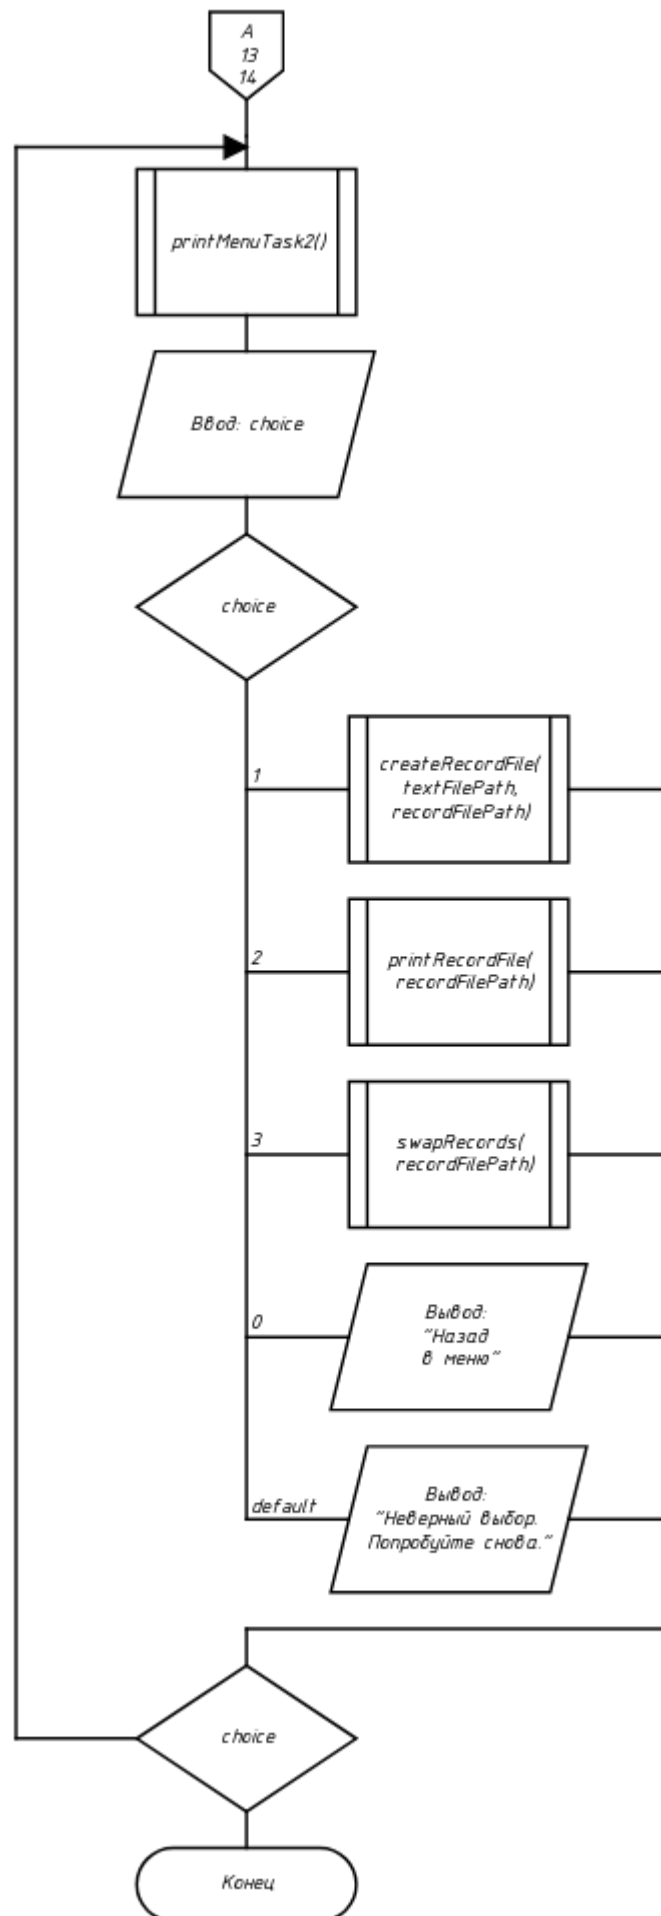 A
13
14
printMenuTask2()
Ввод: choice
choice
1
createRecordFile(
textFilePath,
recordFilePath)
2
printRecordFile(
recordFilePath)
3
swapRecords(
recordFilePath)
0
Вывод:
"Назад
в меню"
default
Вывод:
"Неверный выбор.
Попробуйте снова."
choice
Конец